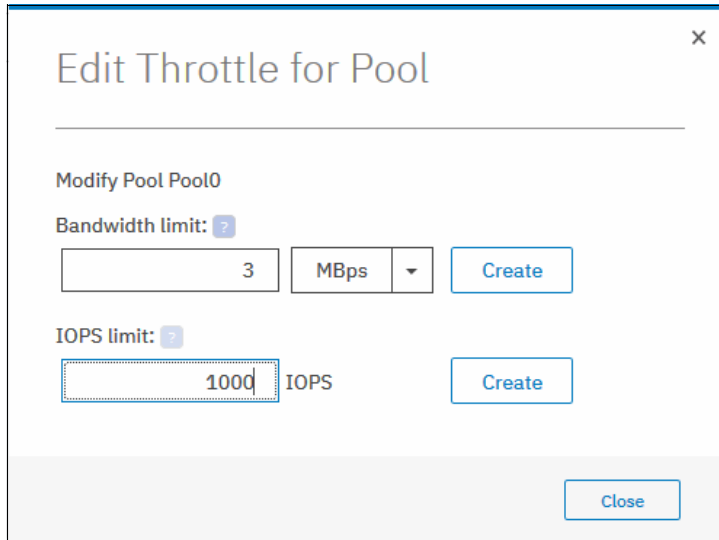 ×
Edit Throttle for Pool
Modify Pool Pool0
Bandwidth limit: ?
3 MBps Create
IOPS limit: ?
1000 IOPS Create
Close